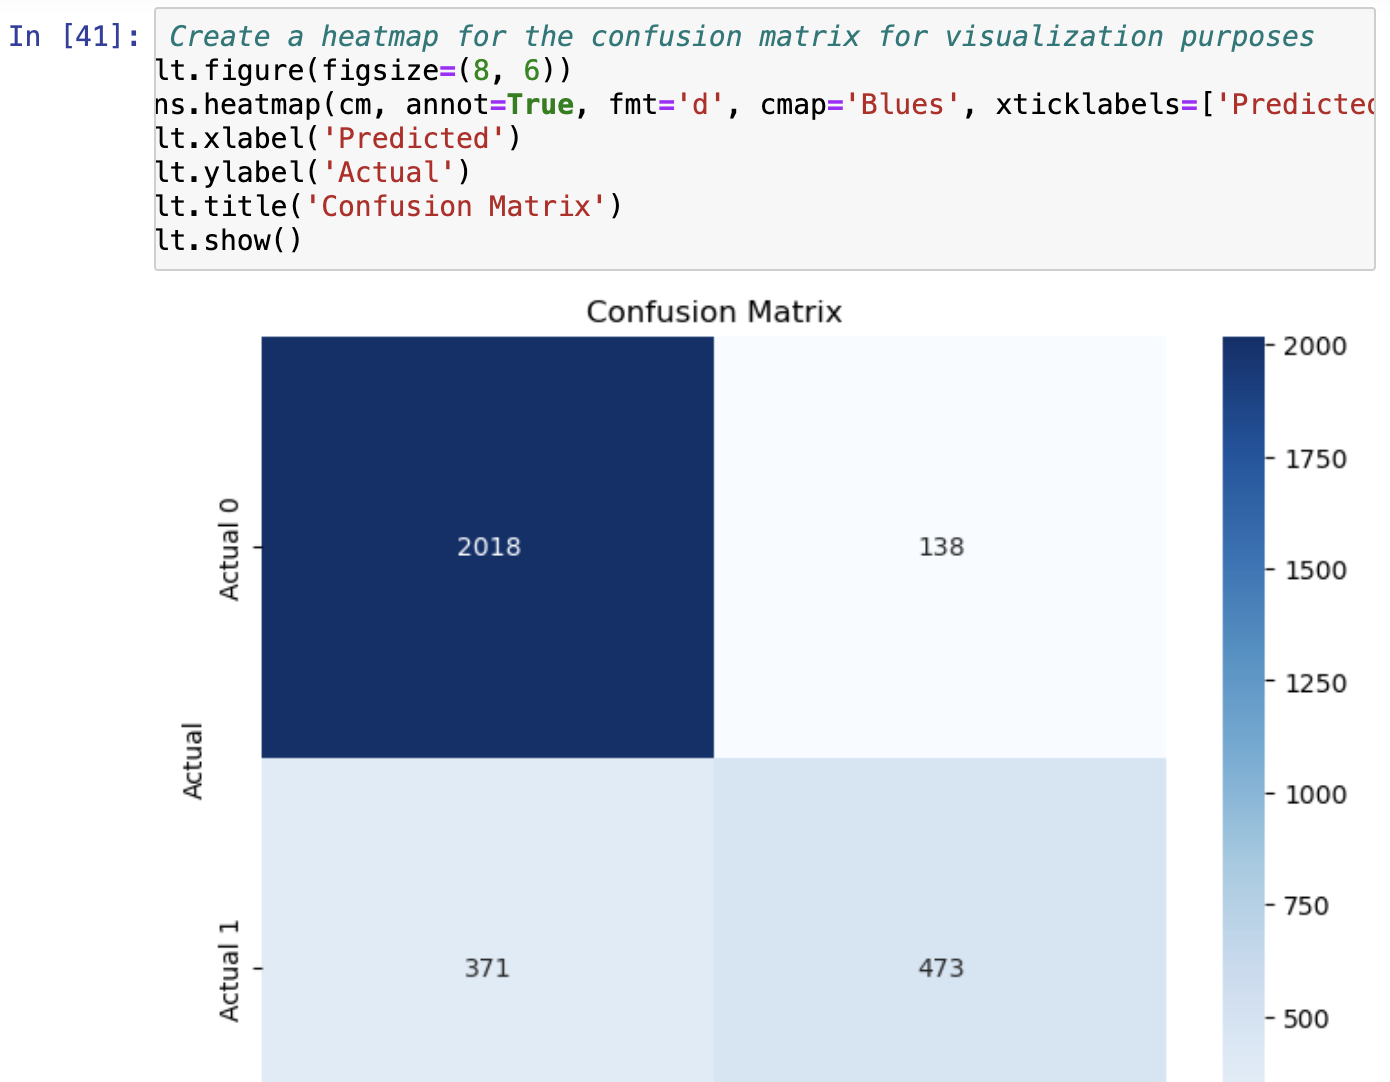 In [41]: Create a heatmap for the confusion matrix for visualization purposes
lt.figure(figsize=(8, 6))
ns.heatmap(cm, annot=True, fmt='d', cmap='Blues', xticklabels=['Predicted
lt.xlabel('Predicted')
lt.ylabel('Actual')
lt.title('Confusion Matrix')
lt.show()
Confusion Matrix
Actual
Actual 0
2018
138
Actual 1
371
473
2000
1750
1500
1250
1000
750
500